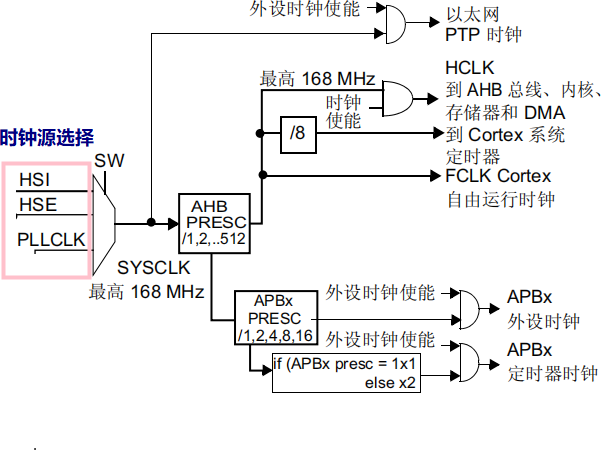 外设时钟使能
以太网
PTP 时钟
最高 168 MHz
HCLK
到 AHB 总线、内核、
存储器和 DMA
时钟
使能
时钟源选择
/8
到 Cortex 系统
定时器
SW
HSI
FCLK Cortex
自由运行时钟
HSE
AHB
PRESC
/1,2,..512
PLLCLK
SYSCLK
最高 168 MHz
外设时钟使能
APBx
外设时钟
APBx
PRESC
/1,2,4,8,16
外设时钟使能
APBx
定时器时钟
if (APBx presc = 1x1
else x2